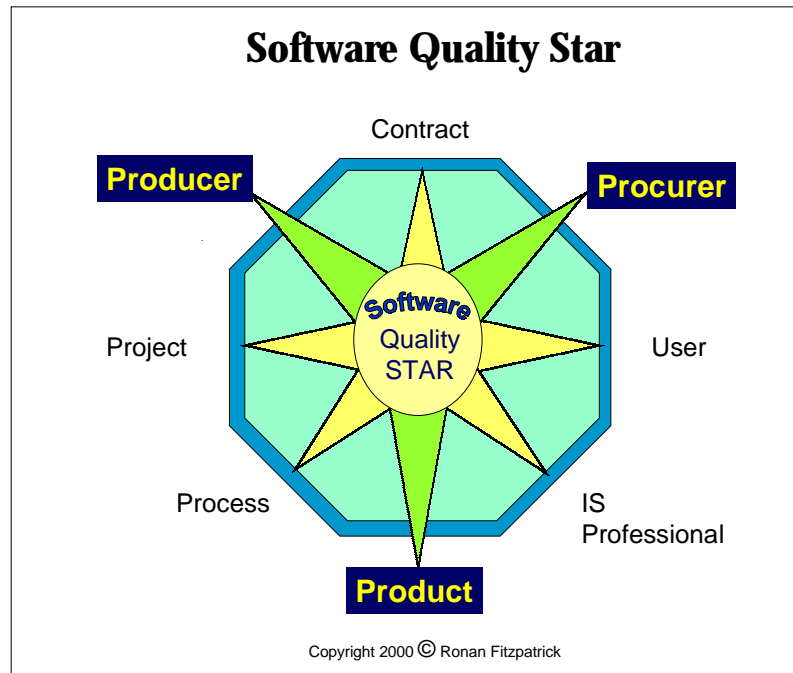 Software Quality Star
Contract
Producer
Procurer
Software
Quality
STAR
Project
User
Process
IS
Professional
Product
Copyright 2000 © Ronan Fitzpatrick